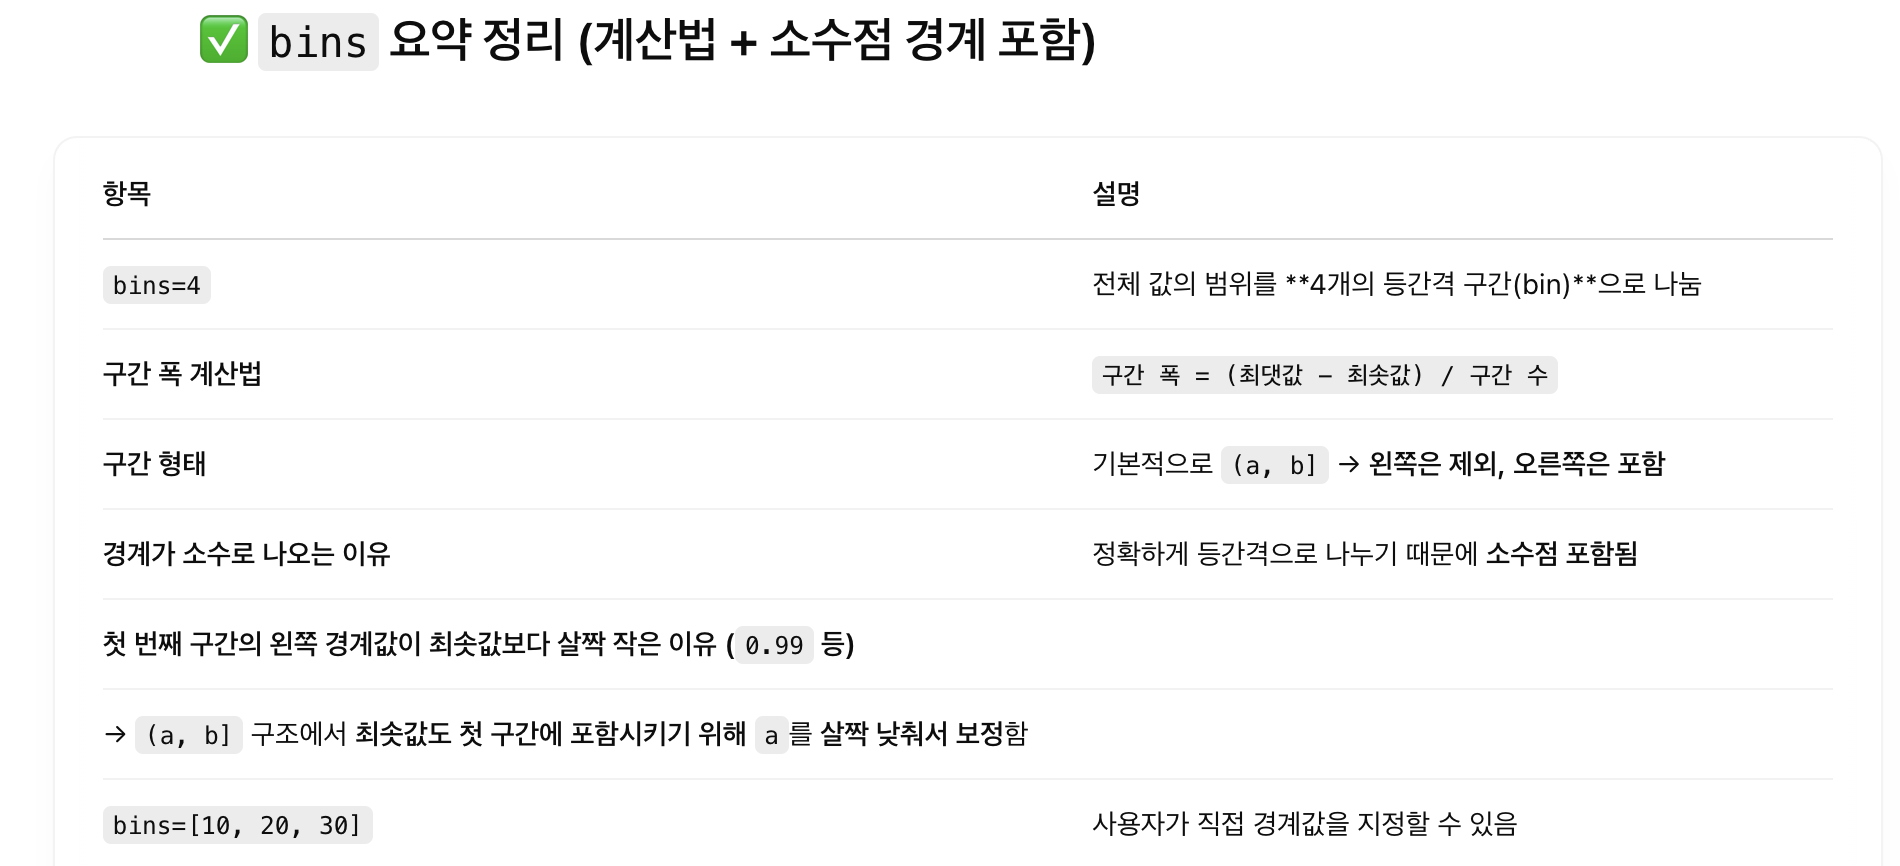 ✅ bins 요약 정리 (계산법 + 소수점 경계 포함)
항목 설명
bins=4 전체 값의 범위를 **4개의 등간격 구간(bin)**으로 나눔
구간 폭 계산법 구간 폭 = (최댓값 - 최솟값) / 구간 수
구간 형태 기본적으로 (a, b] → 왼쪽은 제외, 오른쪽은 포함
경계가 소수로 나오는 이유 정확하게 등간격으로 나누기 때문에 소수점 포함됨
첫 번째 구간의 왼쪽 경계값이 최솟값보다 살짝 작은 이유 (0.99 등)
→ (a, b] 구조에서 최솟값도 첫 구간에 포함시키기 위해 a를 살짝 낮춰서 보정함
bins=[10, 20, 30] 사용자가 직접 경계값을 지정할 수 있음